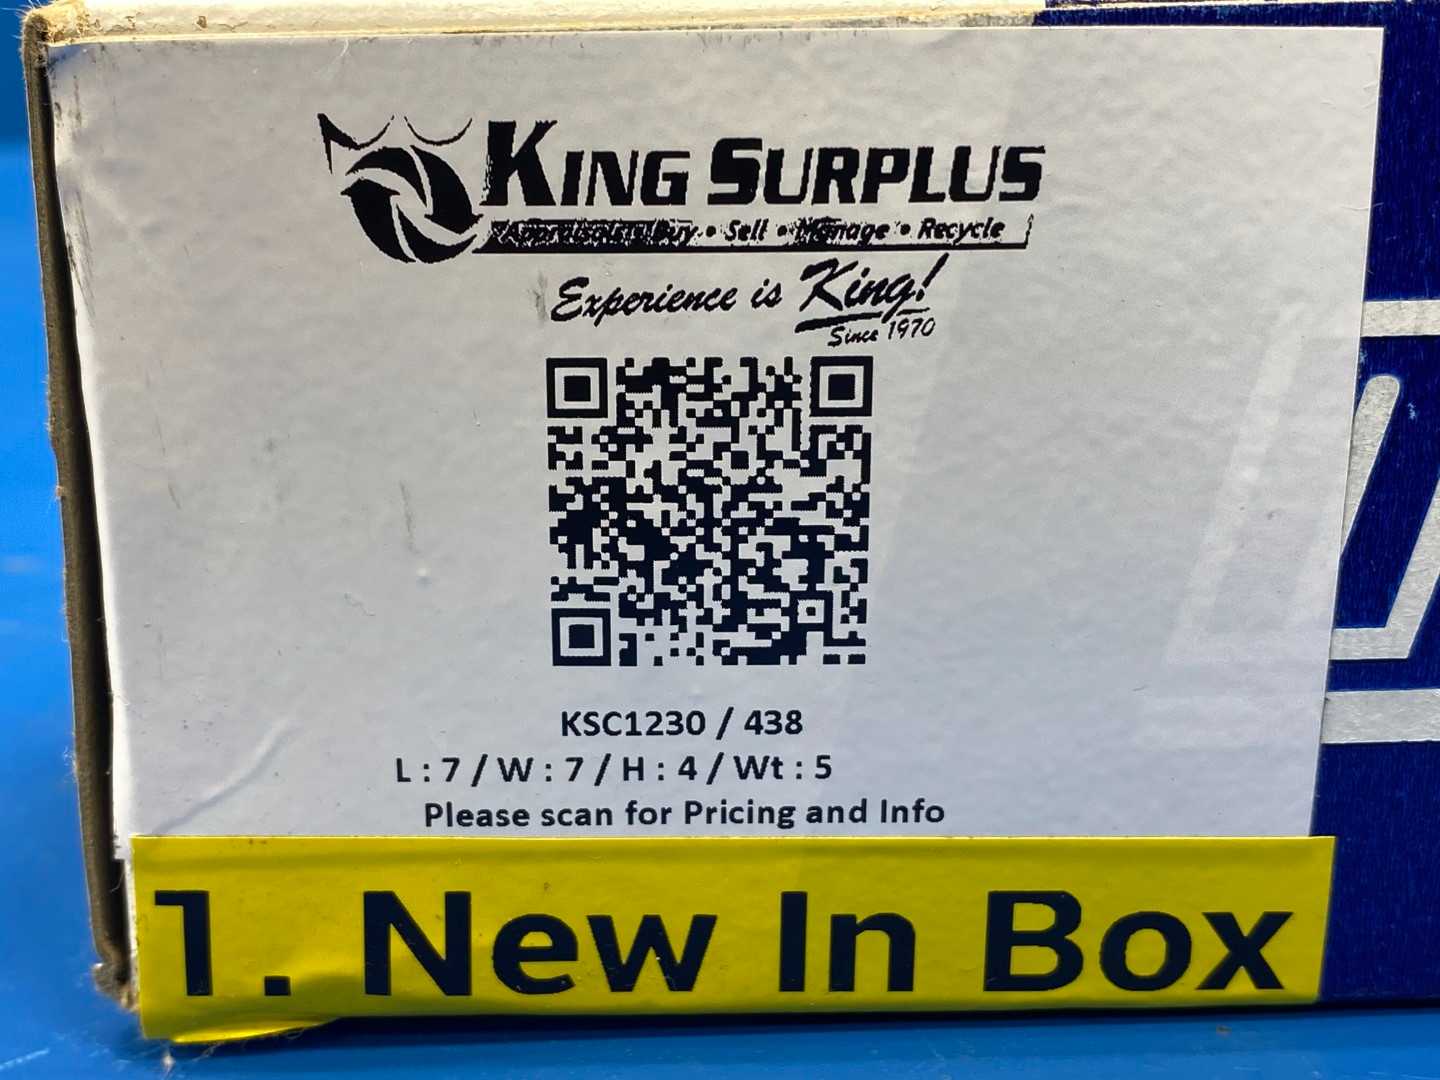 KING SURPLUS
Buy • Sell • Manage • Recycle
Experience is King!
Since 1970
KSC1230 / 438
L : 7 / W : 7 / H : 4 / Wt : 5
Please scan for Pricing and Info
1. New In Box